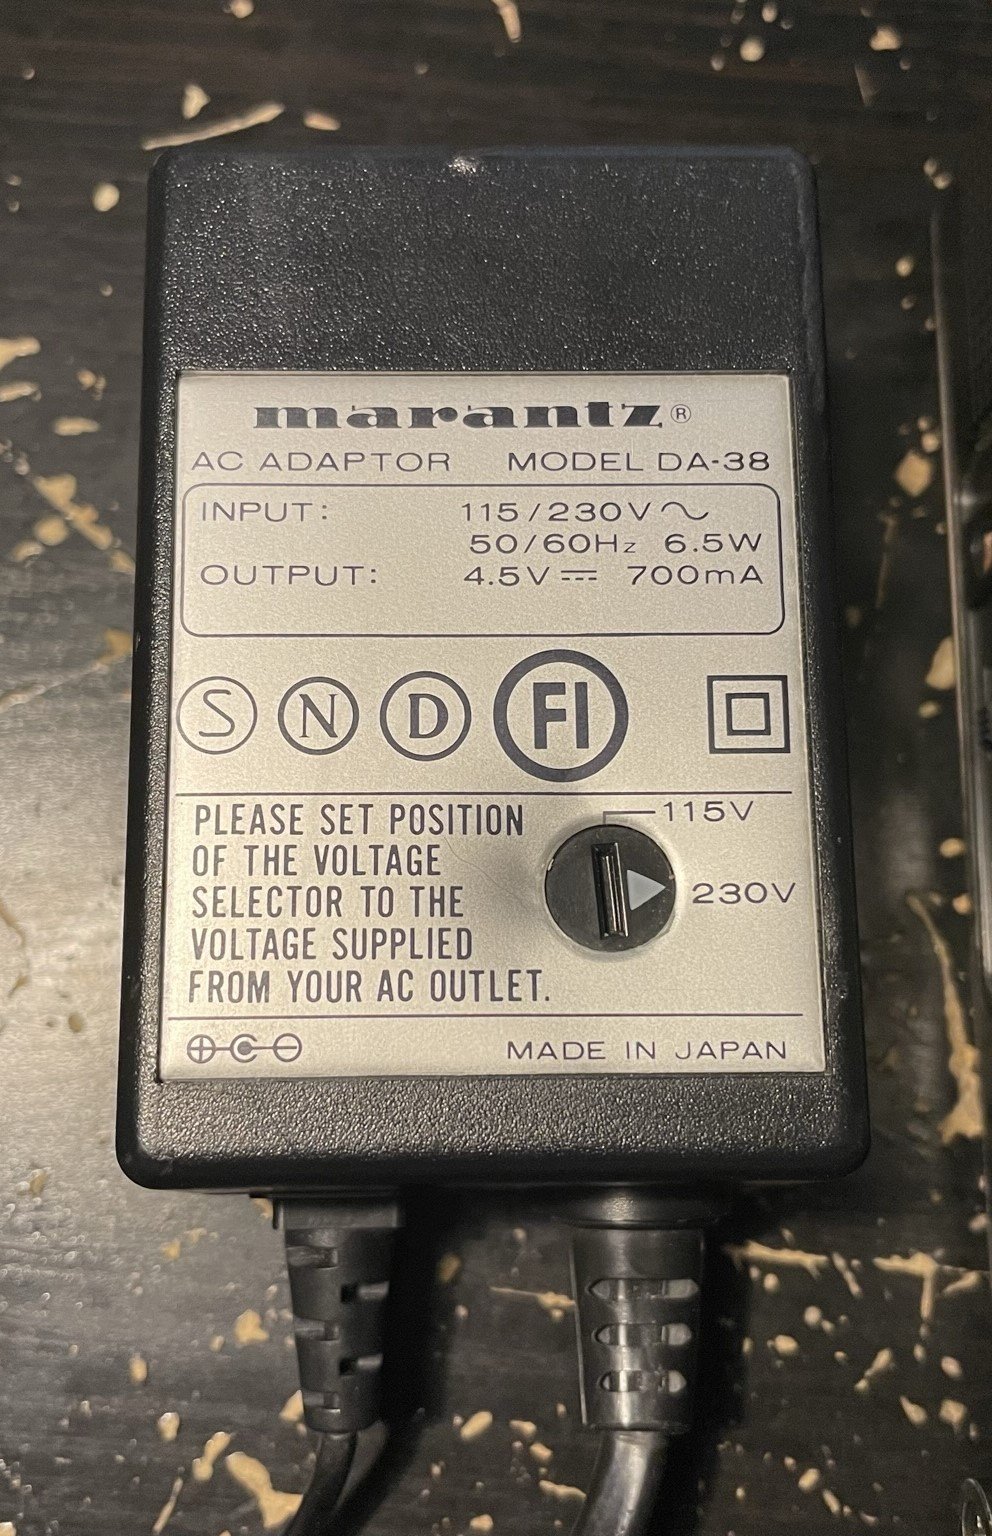 marantz®
AC ADAPTOR MODEL DA-38
INPUT: 115/230V~
50/60Hz 6.5W
OUTPUT: 4.5V⎓ 700mA
S N D FI
PLEASE SET POSITION
OF THE VOLTAGE
SELECTOR TO THE
VOLTAGE SUPPLIED
FROM YOUR AC OUTLET.
115V
230V
MADE IN JAPAN